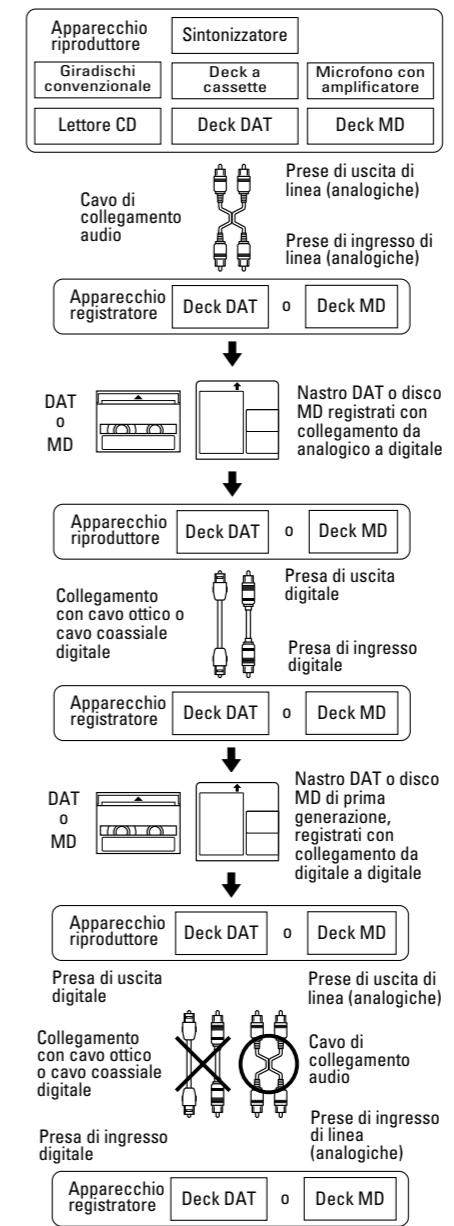 Apparecchio
riproduttore
Sintonizzatore
Giradischi
convenzionale
Deck a
cassette
Microfono con
amplificatore
Lettore CD
Deck DAT
Deck MD
Cavo di
collegamento
audio
Prese di uscita di
linea (analogiche)
Prese di ingresso di
linea (analogiche)
Apparecchio
registratore
Deck DAT
o
Deck MD
DAT
o
MD
Nastro DAT o disco
MD registrati con
collegamento da
analogico a digitale
Apparecchio
riproduttore
Deck DAT
o
Deck MD
Collegamento
con cavo ottico o
cavo coassiale
digitale
Presa di uscita
digitale
Presa di ingresso
digitale
Apparecchio
registratore
Deck DAT
o
Deck MD
DAT
o
MD
Nastro DAT o disco
MD di prima
generazione,
registrati con
collegamento da
digitale a digitale
Apparecchio
riproduttore
Deck DAT
o
Deck MD
Presa di uscita
digitale
Prese di uscita di
linea (analogiche)
Collegamento
con cavo ottico
o cavo coassiale
digitale
Cavo di
collegamento
audio
Presa di ingresso
digitale
Prese di ingresso
di linea
(analogiche)
Apparecchio
registratore
Deck DAT
o
Deck MD